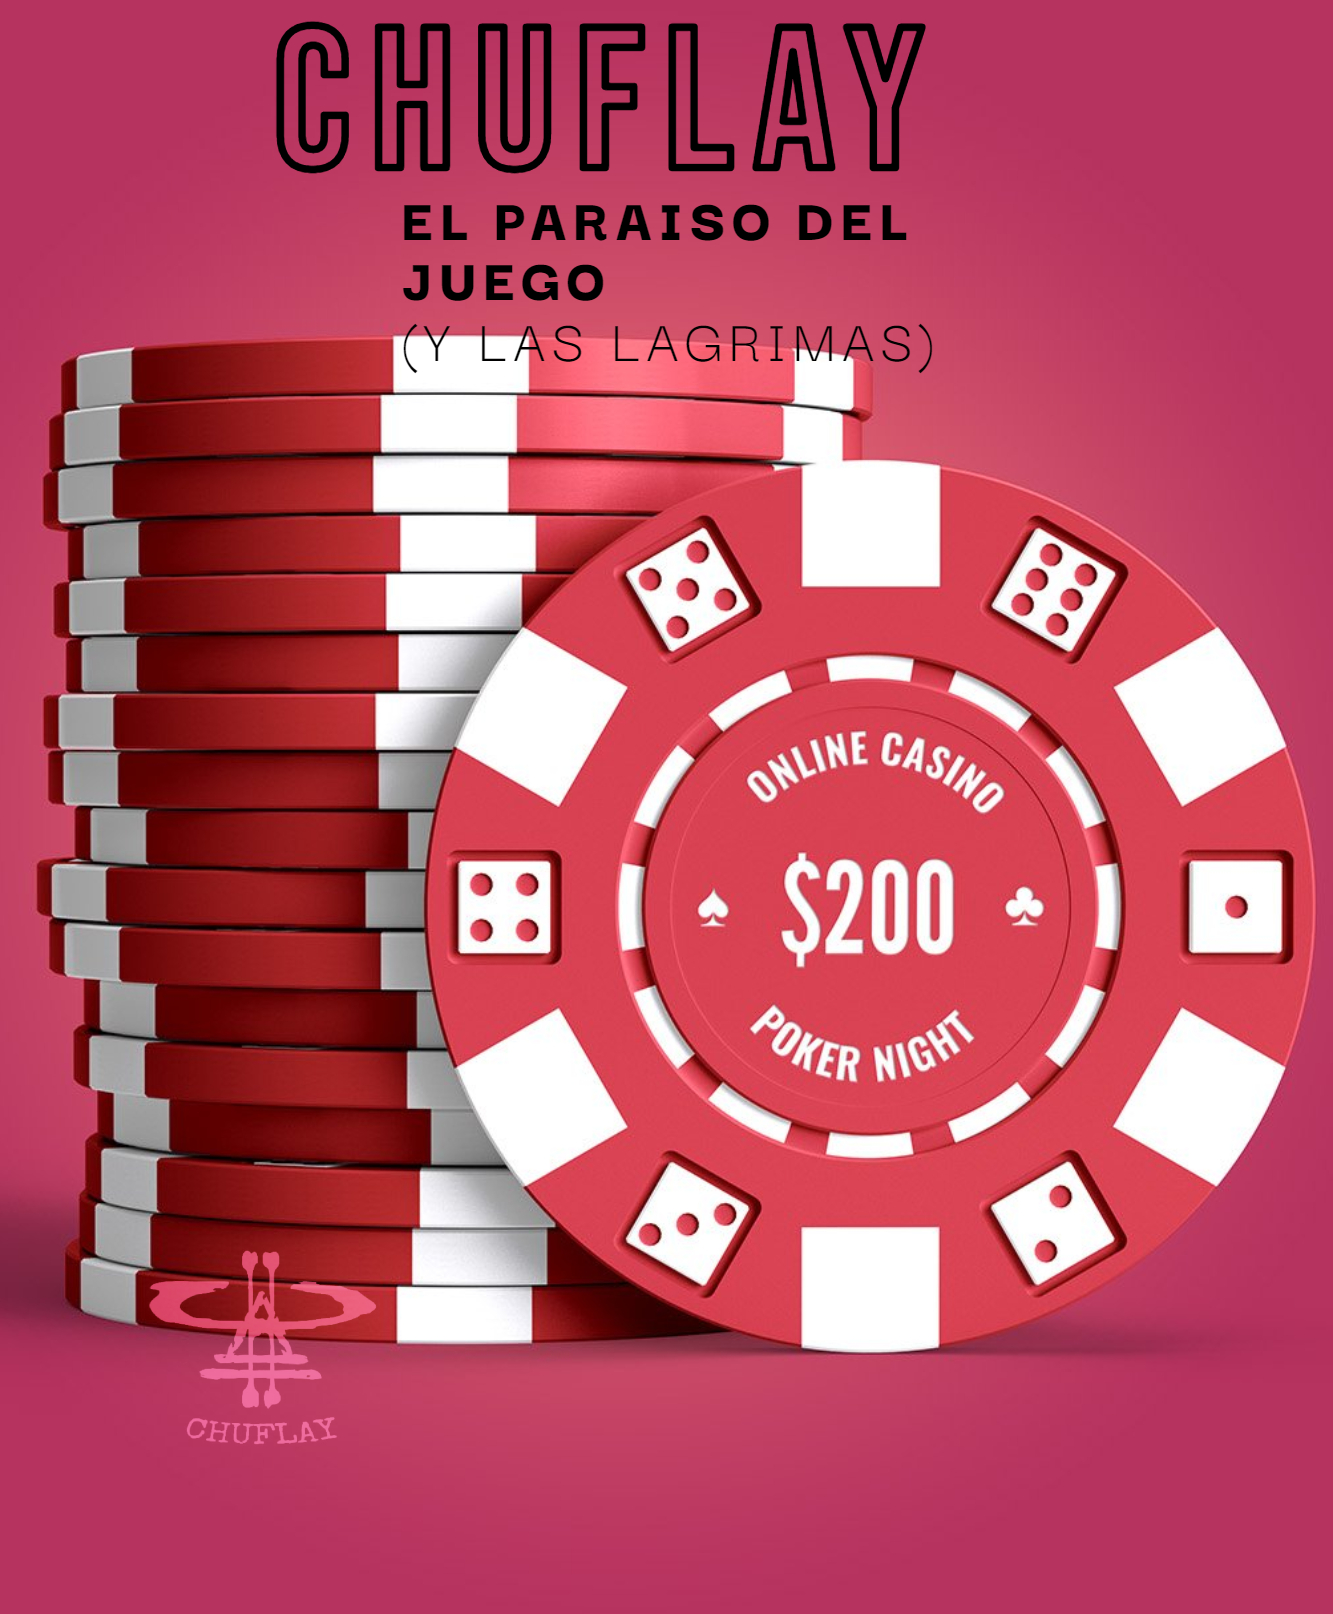 CHUFLAY
EL PARAISO DEL
JUEGO
(Y LAS LAGRIMAS)
ONLINE CASINO
$200
POKER NIGHT
CHUFLAY